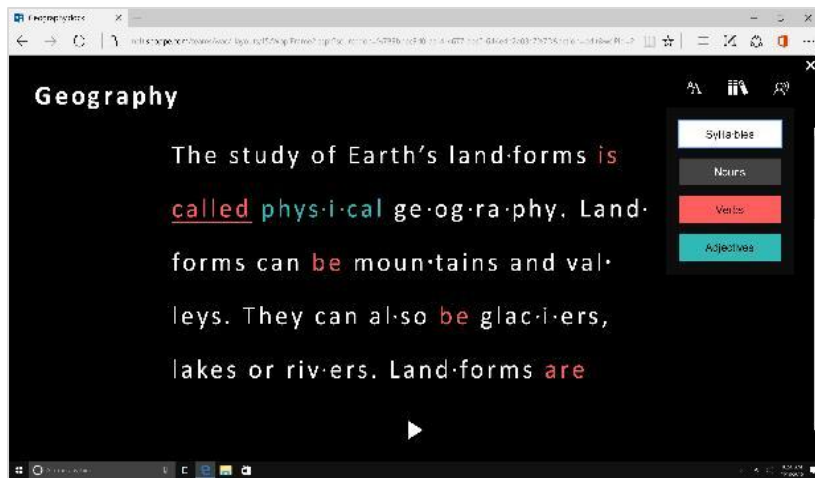 Geography
Syllables
Nouns
Verbs
Adjectives
The study of Earth's land·forms is
called phys·i·cal ge·og·ra·phy. Land·
forms can be moun·tains and val·
leys. They can al·so be glac·i·ers,
lakes or riv·ers. Land·forms are